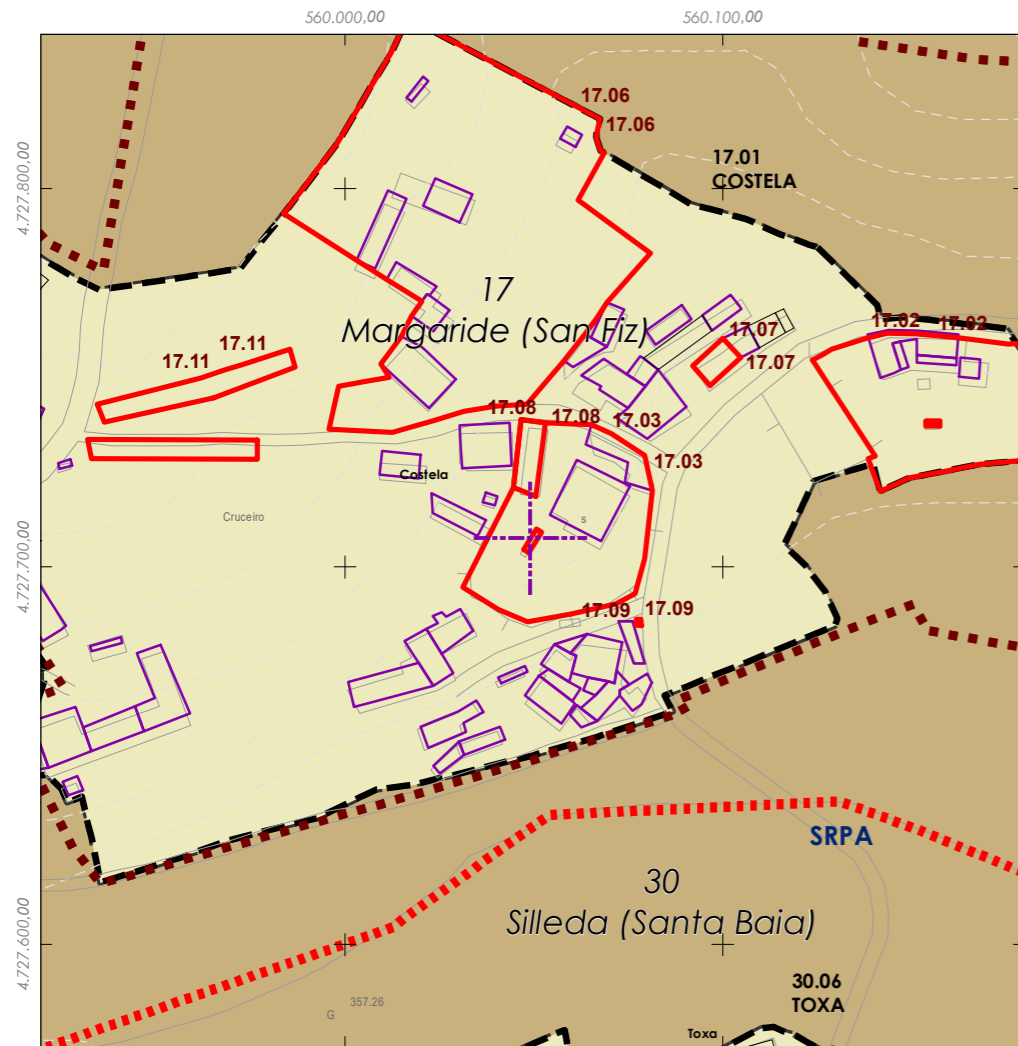 560.000,00
560.100,00
17.06
17.06
4.727.800,00
17.01
COSTELA
17
Margaride (San Fiz)
17.02
17.02
17.11
17.11
17.07
17.07
17.08
17.08
17.03
17.03
Costela
Cruceiro
s
4.727.700,00
17.09
17.09
SRPA
30
Silleda (Santa Baia)
4.727.600,00
30.06
TOXA
357.26
G
Toxa